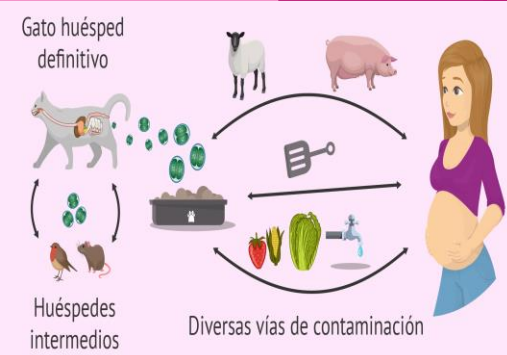 Gato huésped
definitivo
Huéspedes
intermedios
Diversas vías de contaminación